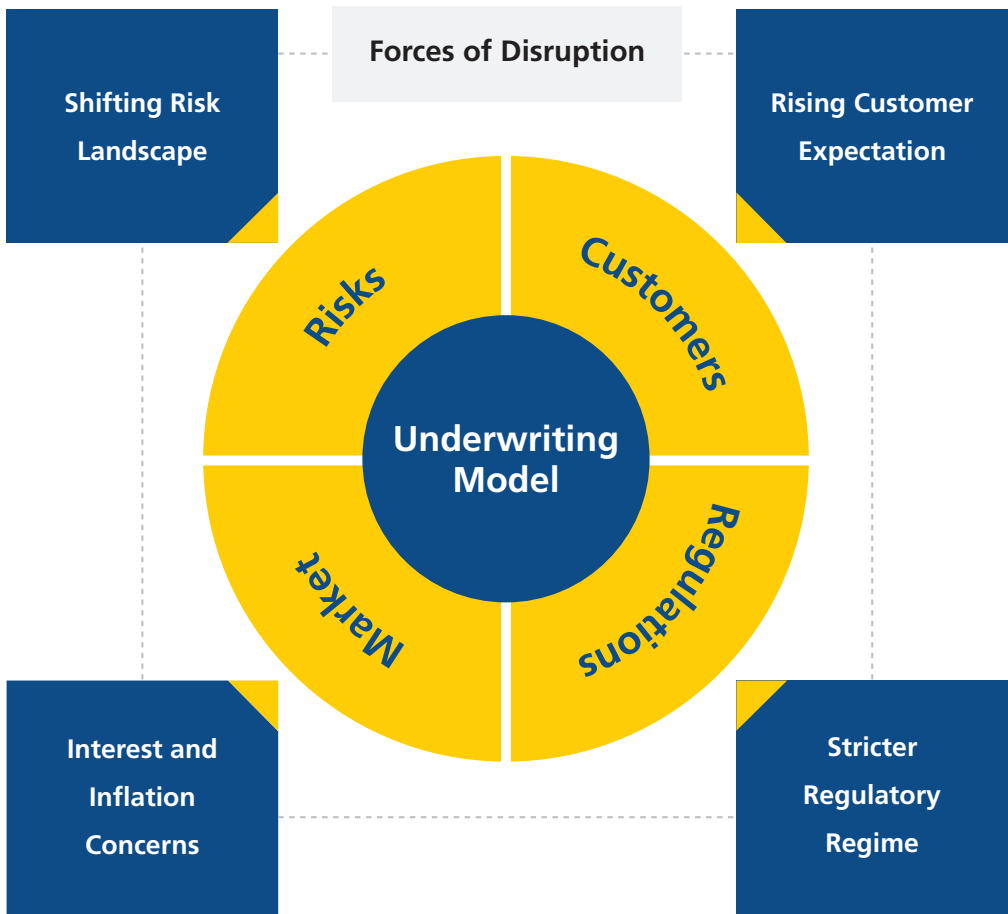 Forces of Disruption
Shifting Risk
Landscape
Rising Customer
Expectation
Risks
Customers
Underwriting
Model
Market
Regulations
Interest and
Inflation
Concerns
Stricter
Regulatory
Regime